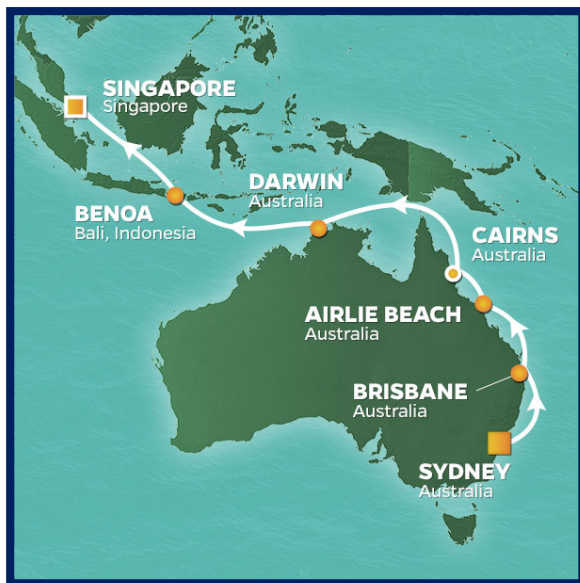 SINGAPORE
Singapore
DARWIN
Australia
BENOA
Bali, Indonesia
CAIRNS
Australia
AIRLIE BEACH
Australia
BRISBANE
Australia
SYDNEY
Australia